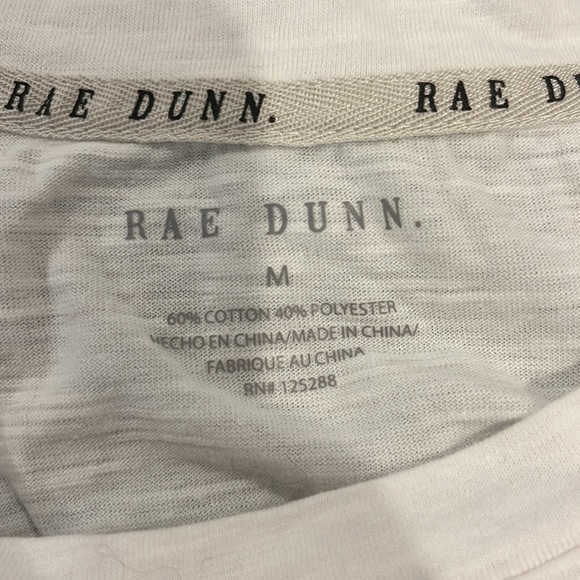 RAE DUNN. RAE D
RAE DUNN.
M
60% COTTON 40% POLYESTER
HECHO EN CHINA/MADE IN CHINA/
FABRIQUE AU CHINA
RN# 125288